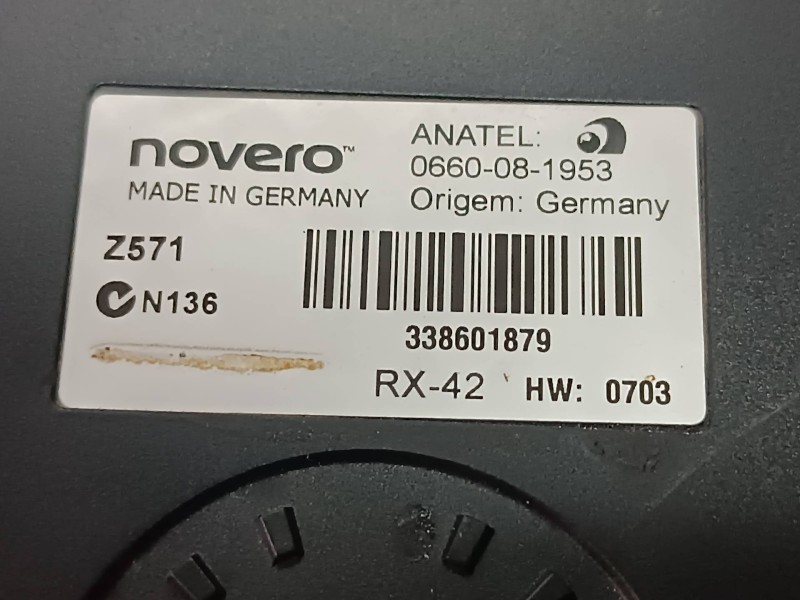 novero™
MADE IN GERMANY
ANATEL:
0660-08-1953
Origem: Germany
Z571
N136
338601879
RX-42 HW: 0703